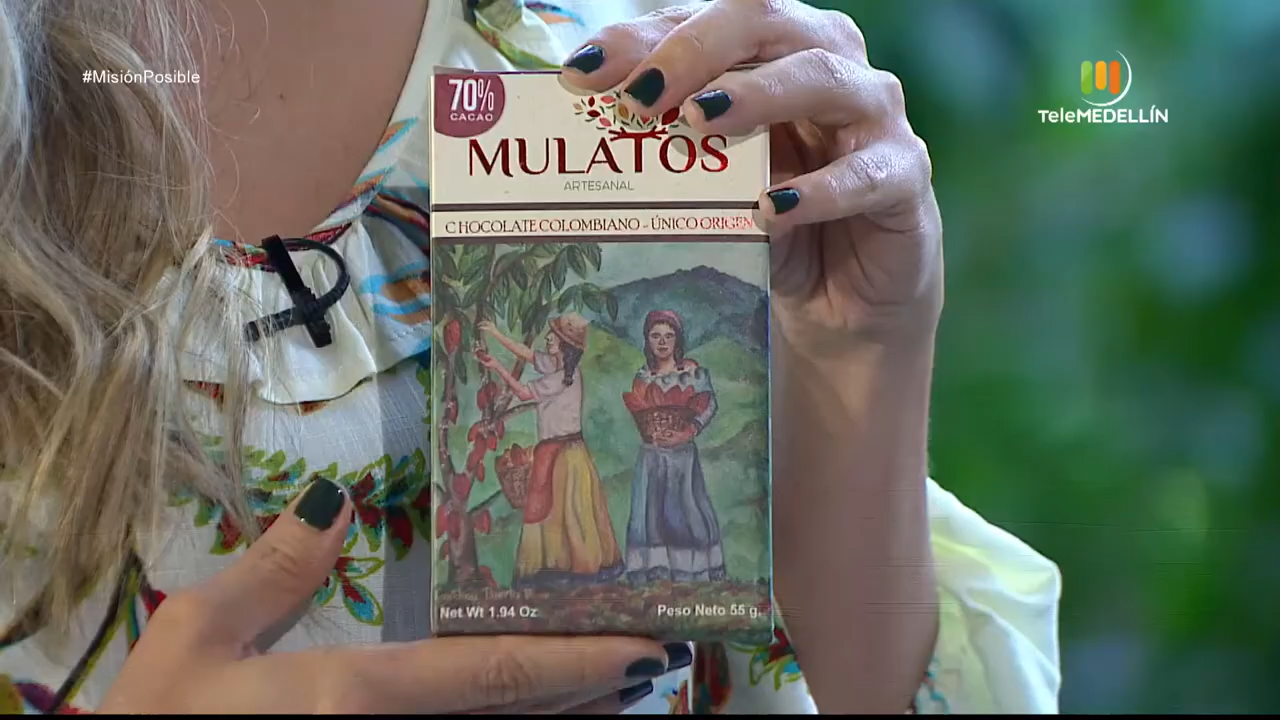 #MisiónPosible
TeleMEDELLÍN
70%
CACAO
MULATOS
ARTESANAL
CHOCOLATE COLOMBIANO - ÚNICO ORIGEN
Net Wt 1.94 Oz
Peso Neto 55 g.